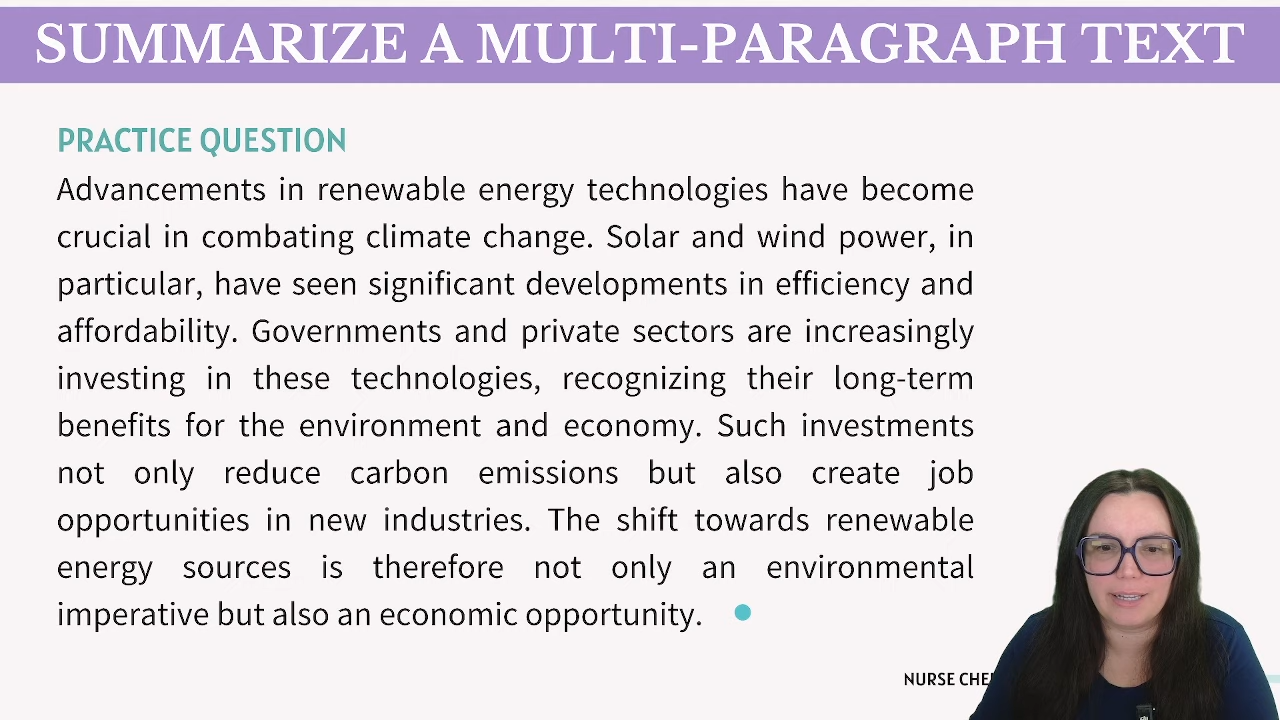 SUMMARIZE A MULTI-PARAGRAPH TEXT
PRACTICE QUESTION
Advancements in renewable energy technologies have become
crucial in combating climate change. Solar and wind power, in
particular, have seen significant developments in efficiency and
affordability. Governments and private sectors are increasingly
investing in these technologies, recognizing their long-term
benefits for the environment and economy. Such investments
not only reduce carbon emissions but also create job
opportunities in new industries. The shift towards renewable
energy sources is therefore not only an environmental
imperative but also an economic opportunity.
NURSE